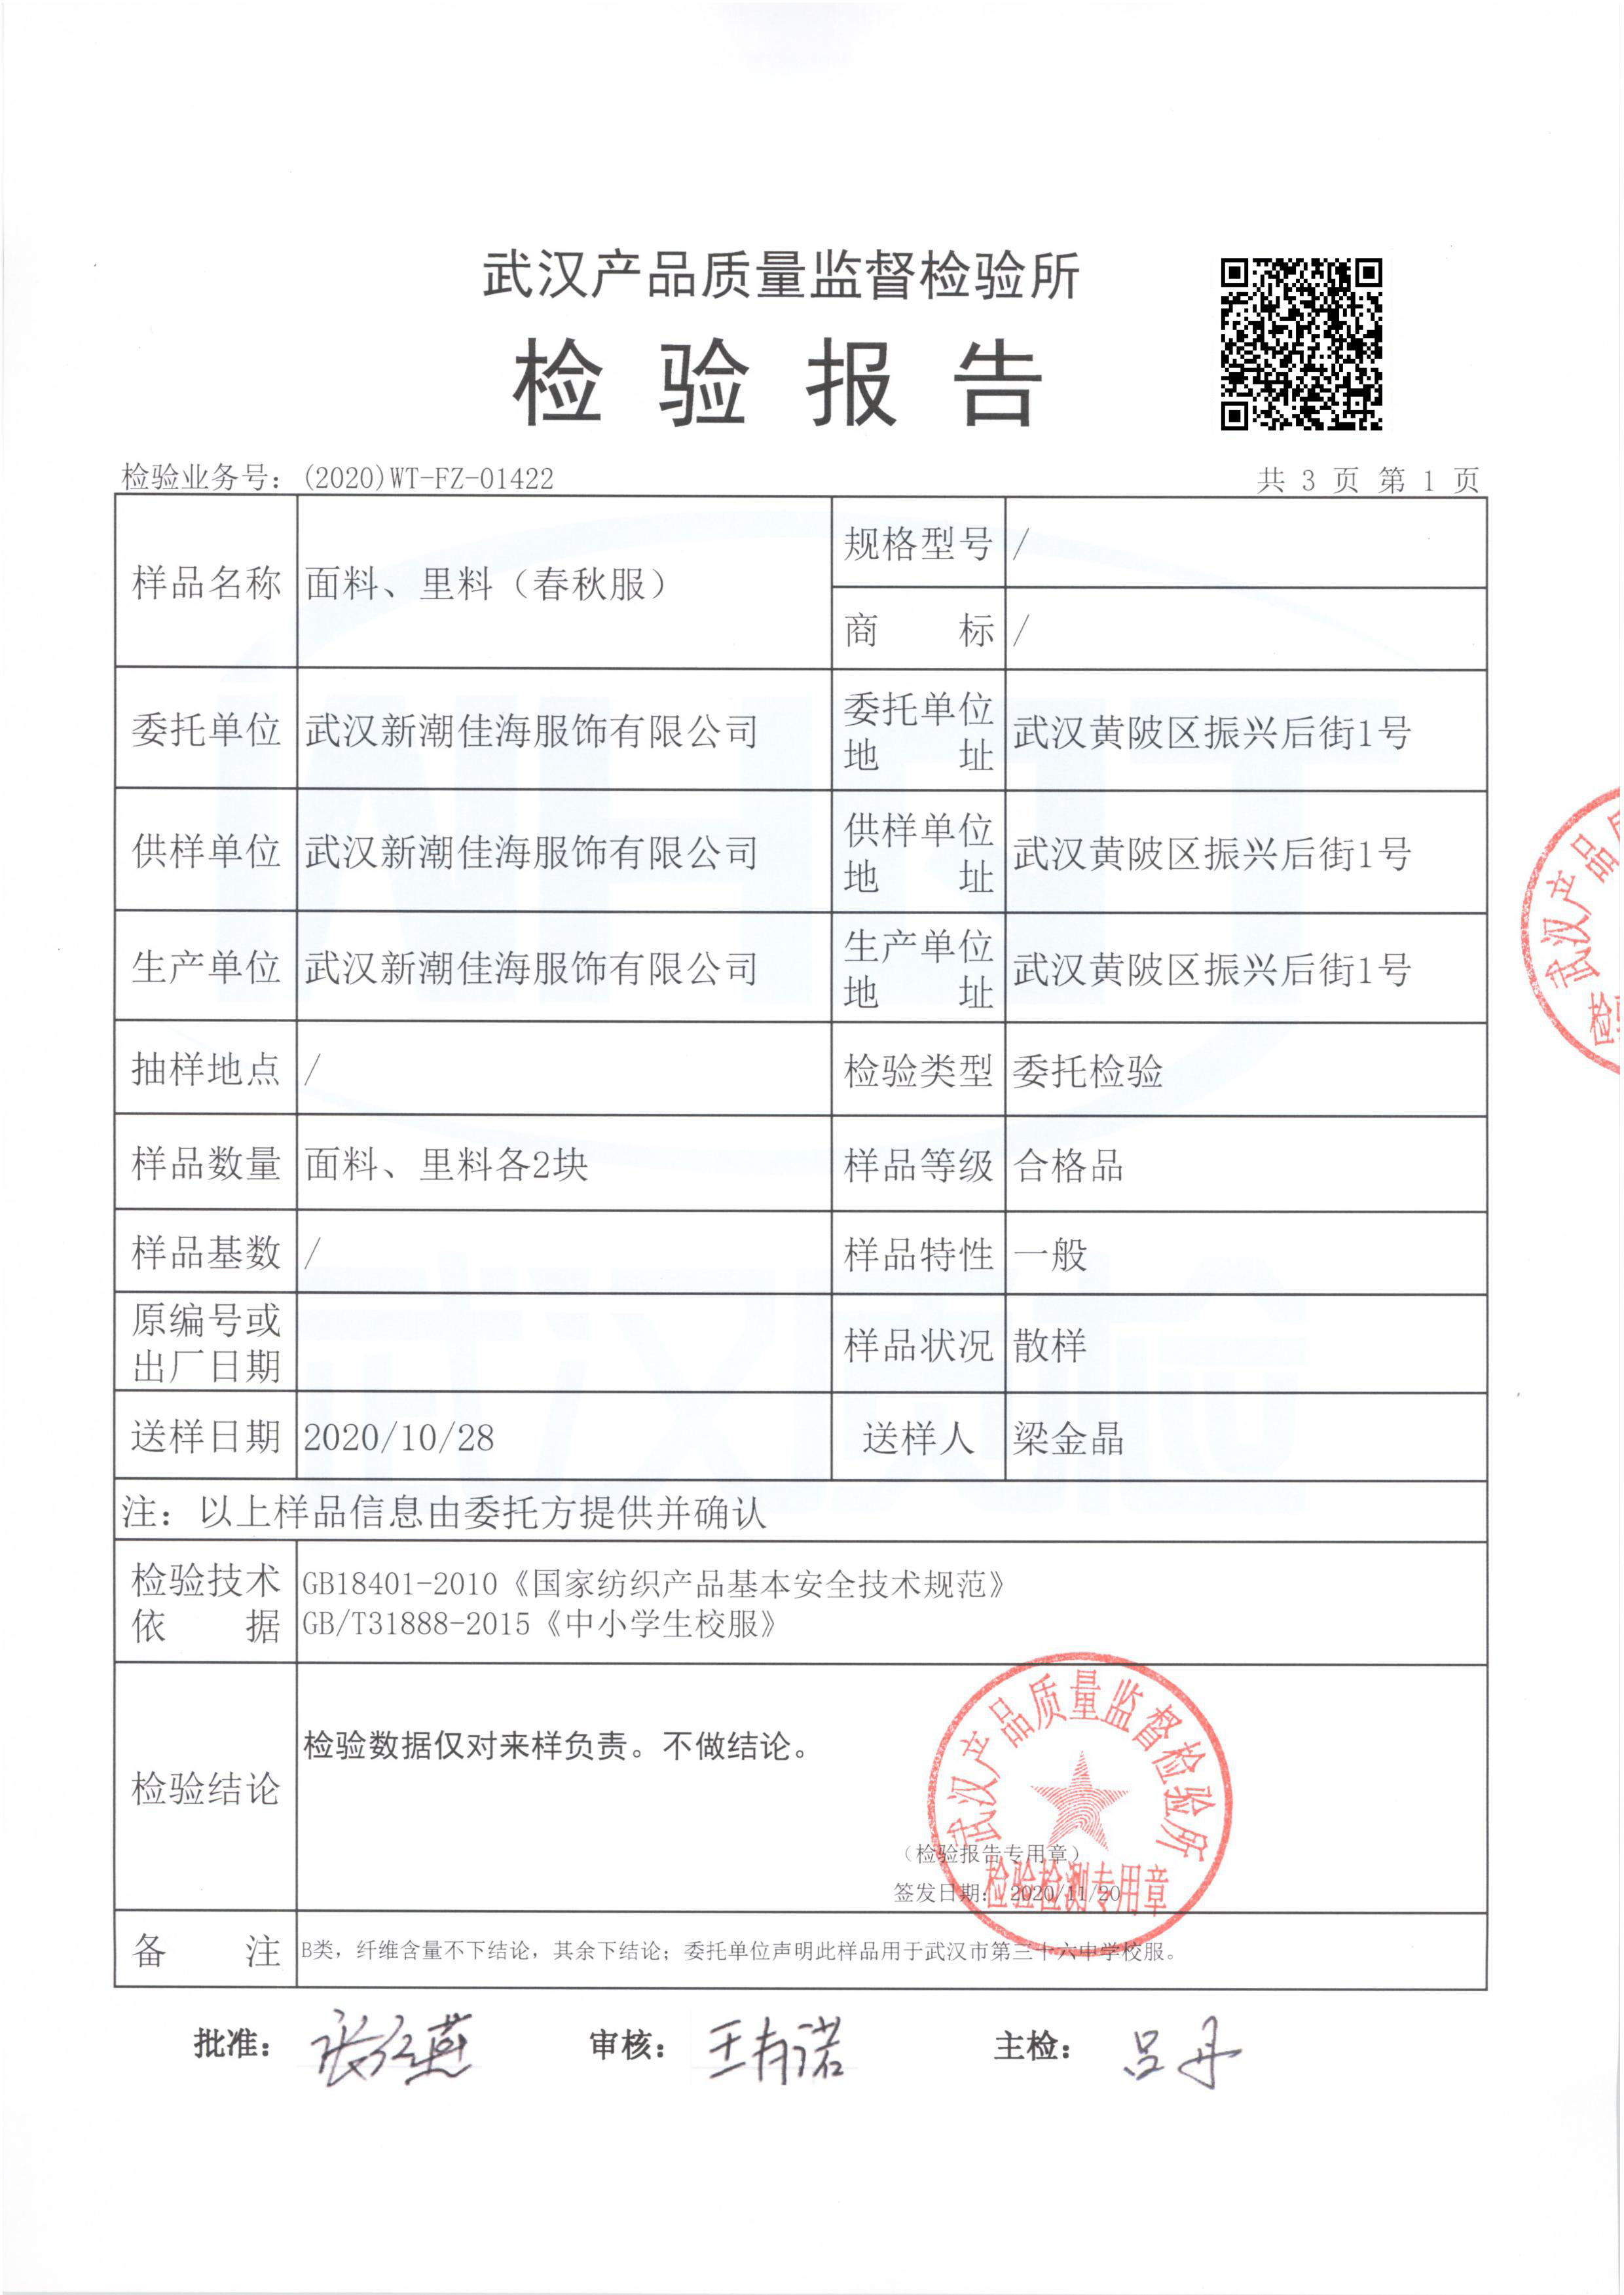 武汉产品质量监督检验所
检验报告
检验业务号：(2020)WT-FZ-01422
共 3 页 第 1 页
样品名称 面料、里料（春秋服） 规格型号 /
商标 /
委托单位 武汉新潮佳海服饰有限公司 委托单位地址 武汉黄陂区振兴后街1号
供样单位 武汉新潮佳海服饰有限公司 供样单位地址 武汉黄陂区振兴后街1号
生产单位 武汉新潮佳海服饰有限公司 生产单位地址 武汉黄陂区振兴后街1号
抽样地点 / 检验类型 委托检验
样品数量 面料、里料各2块 样品等级 合格品
样品基数 / 样品特性 一般
原编号或出厂日期 样品状况 散样
送样日期 2020/10/28 送样人 梁金晶
注：以上样品信息由委托方提供并确认
检验技术依据 GB18401-2010《国家纺织产品基本安全技术规范》
GB/T31888-2015《中小学生校服》
检验结论 检验数据仅对来样负责。不做结论。
武汉产品质量监督检验所
（检验报告专用章）
检验检测专用章
签发日期：2020/11/20
备注 B类，纤维含量不下结论，其余下结论；委托单位声明此样品用于武汉市第三十六中学校服。
批准：张红燕 审核：王有诺 主检：吕丹
武汉产品
WHQT
武汉质检